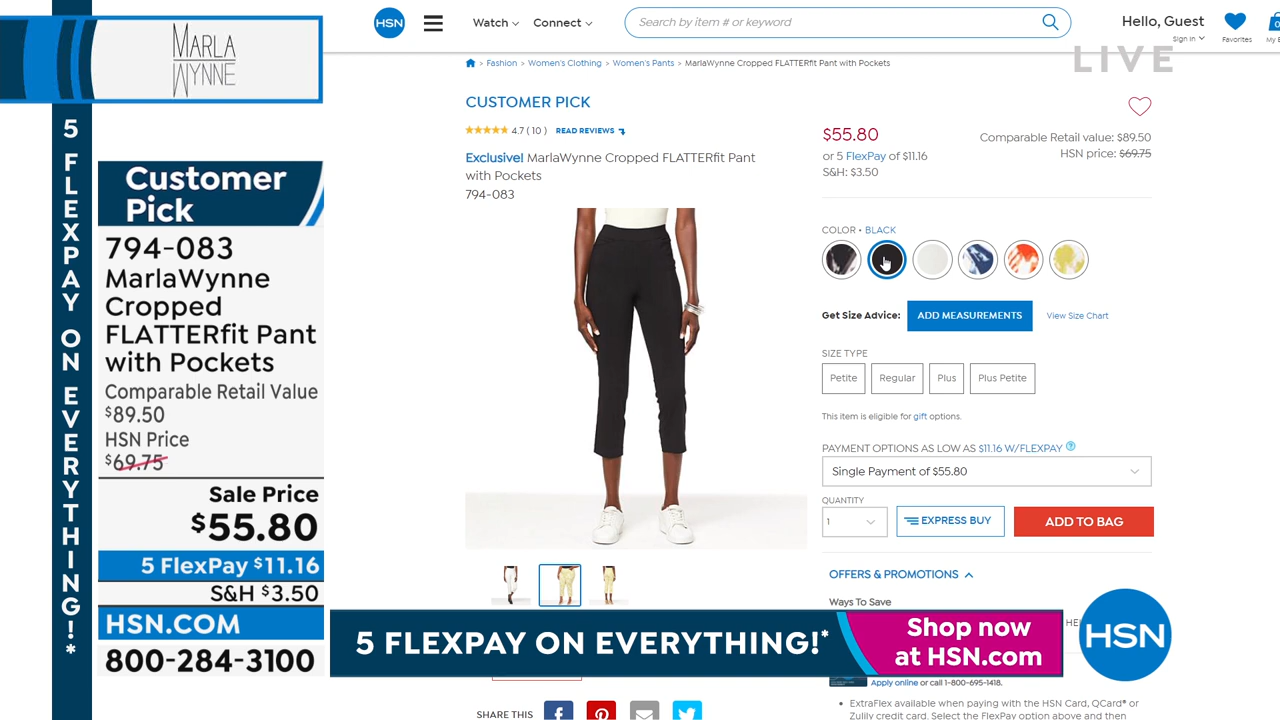 MARLA
WYNNE
5 FLEXPAY ON EVERYTHING!*
Customer
Pick
794-083
MarlaWynne
Cropped
FLATTERfit Pant
with Pockets
Comparable Retail Value
$89.50
HSN Price
$69.75
Sale Price
$55.80
5 FlexPay $11.16
S&H $3.50
HSN.COM
800-284-3100
HSN
Watch
Connect
Search by item # or keyword
Hello, Guest
Sign In
Favorites
0
LIVE
> Fashion > Women's Clothing > Women's Pants > MarlaWynne Cropped FLATTERfit Pant with Pockets
CUSTOMER PICK
4.7 ( 10 ) READ REVIEWS
Exclusive! MarlaWynne Cropped FLATTERfit Pant
with Pockets
794-083
$55.80
or 5 FlexPay of $11.16
S&H: $3.50
Comparable Retail value: $89.50
HSN price: $69.75
COLOR • BLACK
Get Size Advice: ADD MEASUREMENTS View Size Chart
SIZE TYPE
Petite Regular Plus Plus Petite
This item is eligible for gift options.
PAYMENT OPTIONS AS LOW AS $11.16 W/FLEXPAY ?
Single Payment of $55.80
QUANTITY
1
EXPRESS BUY
ADD TO BAG
OFFERS & PROMOTIONS
Ways To Save
5 FLEXPAY ON EVERYTHING!*
Shop now
at HSN.com
HSN
Apply online or call 1-800-695-1418.
• ExtraFlex available when paying with the HSN Card, QCard® or
Zulily credit card. Select the FlexPay option above and then
SHARE THIS